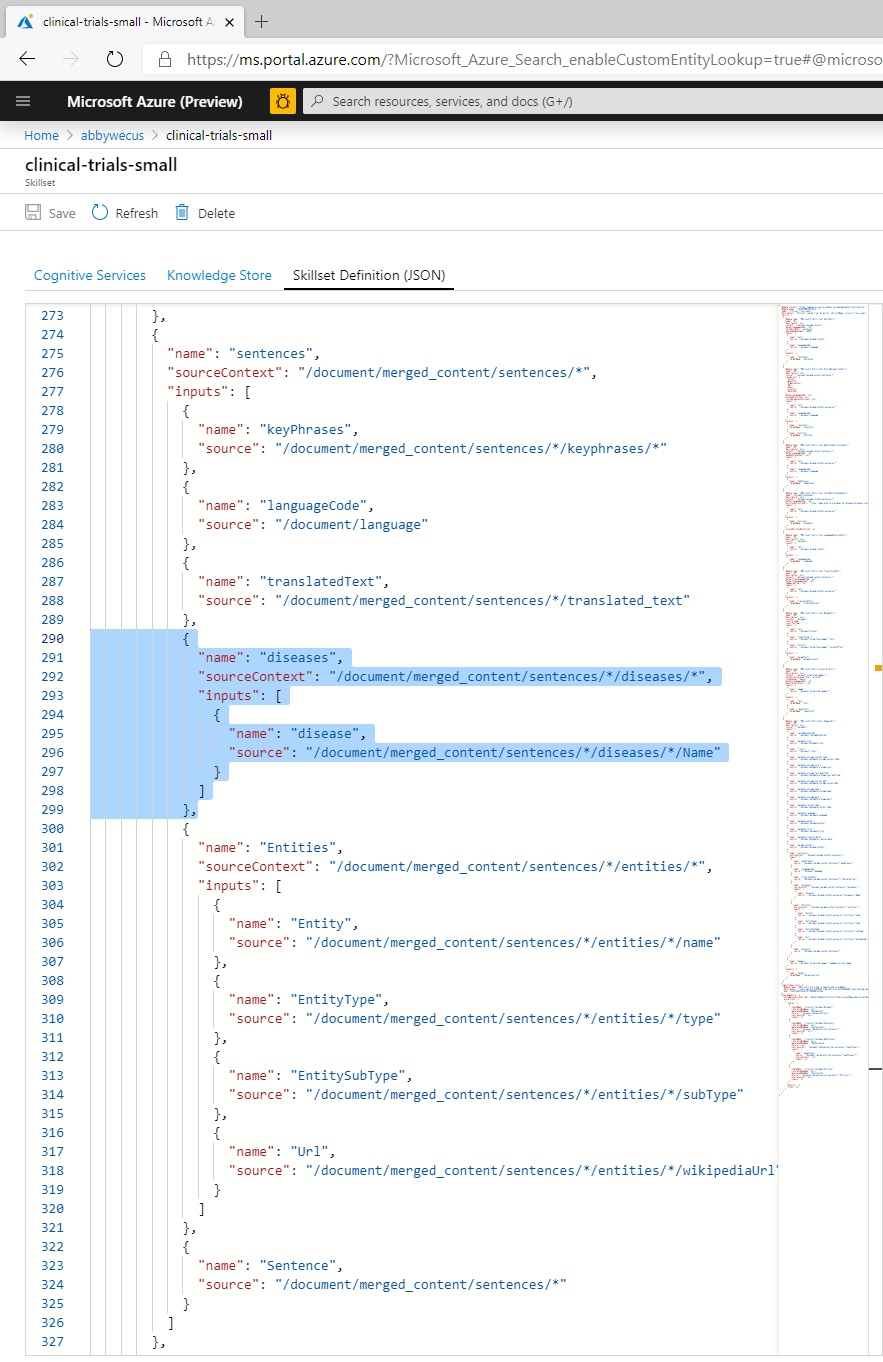 clinical-trials-small - Microsoft A
https://ms.portal.azure.com/?Microsoft_Azure_Search_enableCustomEntityLookup=true#@microso
Microsoft Azure (Preview)
Search resources, services, and docs (G+/)
Home > abbywecus > clinical-trials-small
clinical-trials-small
Skillset
Save Refresh Delete
Cognitive Services Knowledge Store Skillset Definition (JSON)
273 },
274 {
275 "name": "sentences",
276 "sourceContext": "/document/merged_content/sentences/*",
277 "inputs": [
278 {
279 "name": "keyPhrases",
280 "source": "/document/merged_content/sentences/*/keyphrases/*"
281 },
282 {
283 "name": "languageCode",
284 "source": "/document/language"
285 },
286 {
287 "name": "translatedText",
288 "source": "/document/merged_content/sentences/*/translated_text"
289 },
290 {
291 "name": "diseases",
292 "sourceContext": "/document/merged_content/sentences/*/diseases/*",
293 "inputs": [
294 {
295 "name": "disease",
296 "source": "/document/merged_content/sentences/*/diseases/*/Name"
297 }
298 ]
299 },
300 {
301 "name": "Entities",
302 "sourceContext": "/document/merged_content/sentences/*/entities/*",
303 "inputs": [
304 {
305 "name": "Entity",
306 "source": "/document/merged_content/sentences/*/entities/*/name"
307 },
308 {
309 "name": "EntityType",
310 "source": "/document/merged_content/sentences/*/entities/*/type"
311 },
312 {
313 "name": "EntitySubType",
314 "source": "/document/merged_content/sentences/*/entities/*/subType"
315 },
316 {
317 "name": "Url",
318 "source": "/document/merged_content/sentences/*/entities/*/wikipediaUrl"
319 }
320 ]
321 },
322 {
323 "name": "Sentence",
324 "source": "/document/merged_content/sentences/*"
325 }
326 ]
327 },